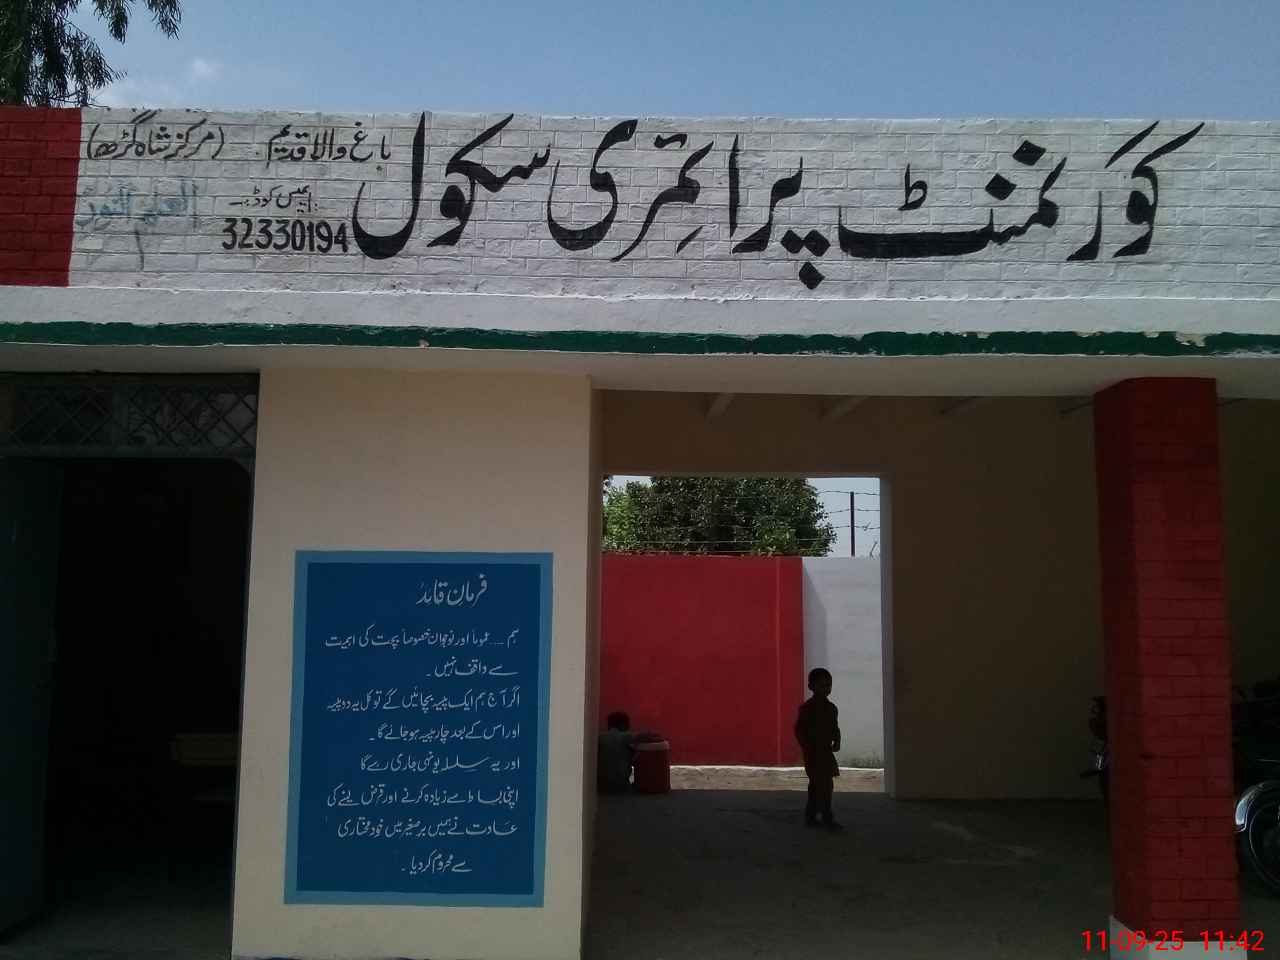 گورنمنٹ پرائمری سکول
باغ والا قدیم (مرکز شاہ گڑھ)
ایمیس کوڈ:۔
32330194
العلم النور
فرمان قائد
ہم ... عموماً اور نوجوان خصوصاً بچت کی اہمیت
سے واقف نہیں۔
اگر آج ہم ایک پیسہ بچائیں گے تو کل یہ دو پیسہ
اور اس کے بعد چار پیسہ ہو جائے گا۔
اور یہ سلسلہ یونہی جاری رہے گا
اپنی بساط سے زیادہ کرنے اور قرض لینے کی
عادت نے ہمیں برصغیر میں خود مختاری
سے محروم کر دیا۔
11-09-25 11:42